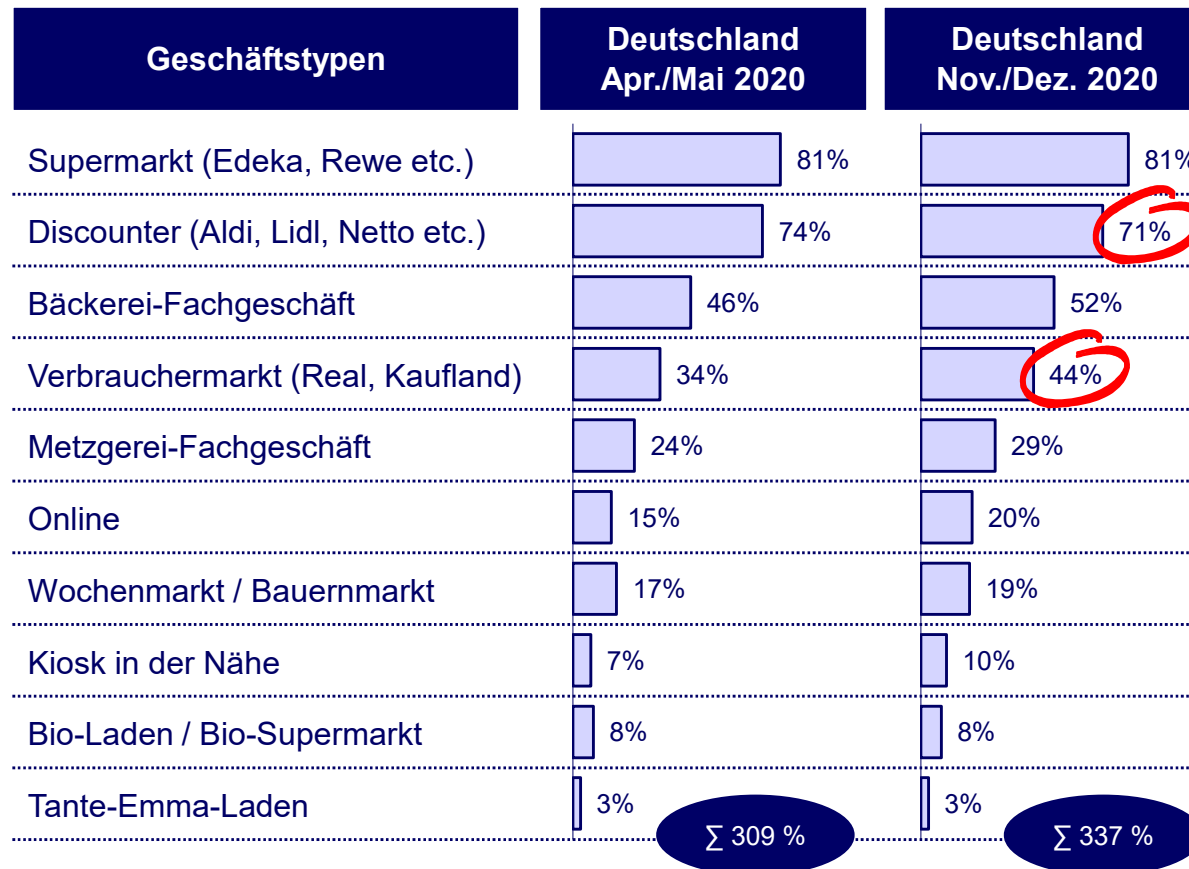 Geschäftstypen
Deutschland
Apr./Mai 2020
Deutschland
Nov./Dez. 2020
Supermarkt (Edeka, Rewe etc.) 81% 81%
Discounter (Aldi, Lidl, Netto etc.) 74% 71%
Bäckerei-Fachgeschäft 46% 52%
Verbrauchermarkt (Real, Kaufland) 34% 44%
Metzgerei-Fachgeschäft 24% 29%
Online 15% 20%
Wochenmarkt / Bauernmarkt 17% 19%
Kiosk in der Nähe 7% 10%
Bio-Laden / Bio-Supermarkt 8% 8%
Tante-Emma-Laden 3% 3%
∑ 309 % ∑ 337 %